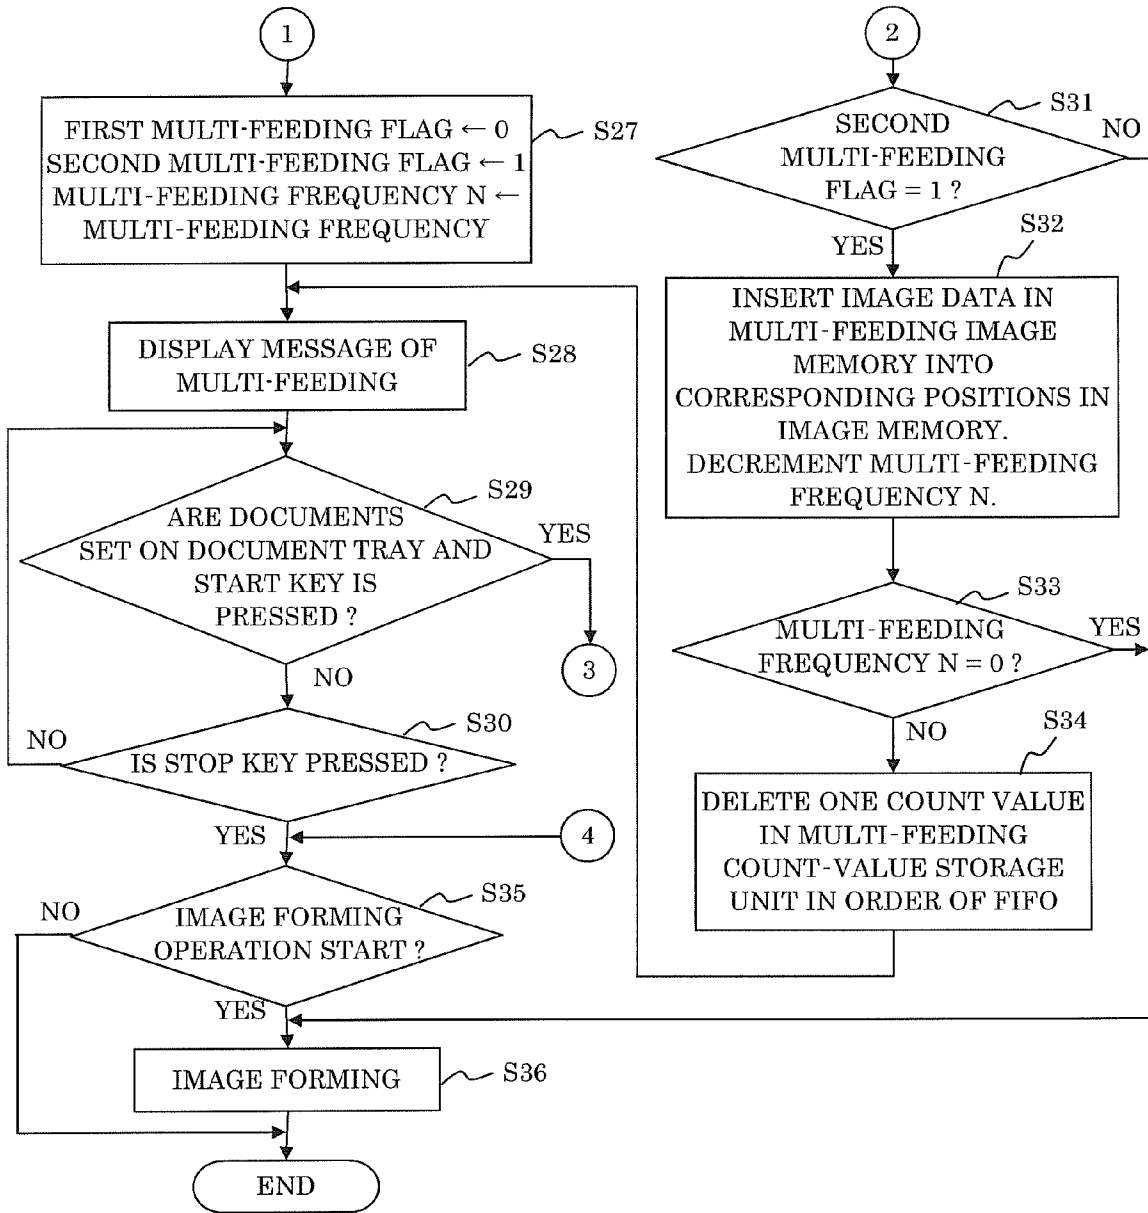 1
FIRST MULTI-FEEDING FLAG ← 0
SECOND MULTI-FEEDING FLAG ← 1
MULTI-FEEDING FREQUENCY N ←
MULTI-FEEDING FREQUENCY
S27
DISPLAY MESSAGE OF
MULTI-FEEDING
S28
S29
ARE DOCUMENTS
SET ON DOCUMENT TRAY AND
START KEY IS
PRESSED ?
YES
3
NO
S30
NO
IS STOP KEY PRESSED ?
YES
4
S35
NO
IMAGE FORMING
OPERATION START ?
YES
IMAGE FORMING
S36
END
2
S31
SECOND
MULTI-FEEDING
FLAG = 1 ?
NO
YES
S32
INSERT IMAGE DATA IN
MULTI-FEEDING IMAGE
MEMORY INTO
CORRESPONDING POSITIONS IN
IMAGE MEMORY.
DECREMENT MULTI-FEEDING
FREQUENCY N.
S33
MULTI-FEEDING
FREQUENCY N = 0 ?
YES
NO
S34
DELETE ONE COUNT VALUE
IN MULTI-FEEDING
COUNT-VALUE STORAGE
UNIT IN ORDER OF FIFO